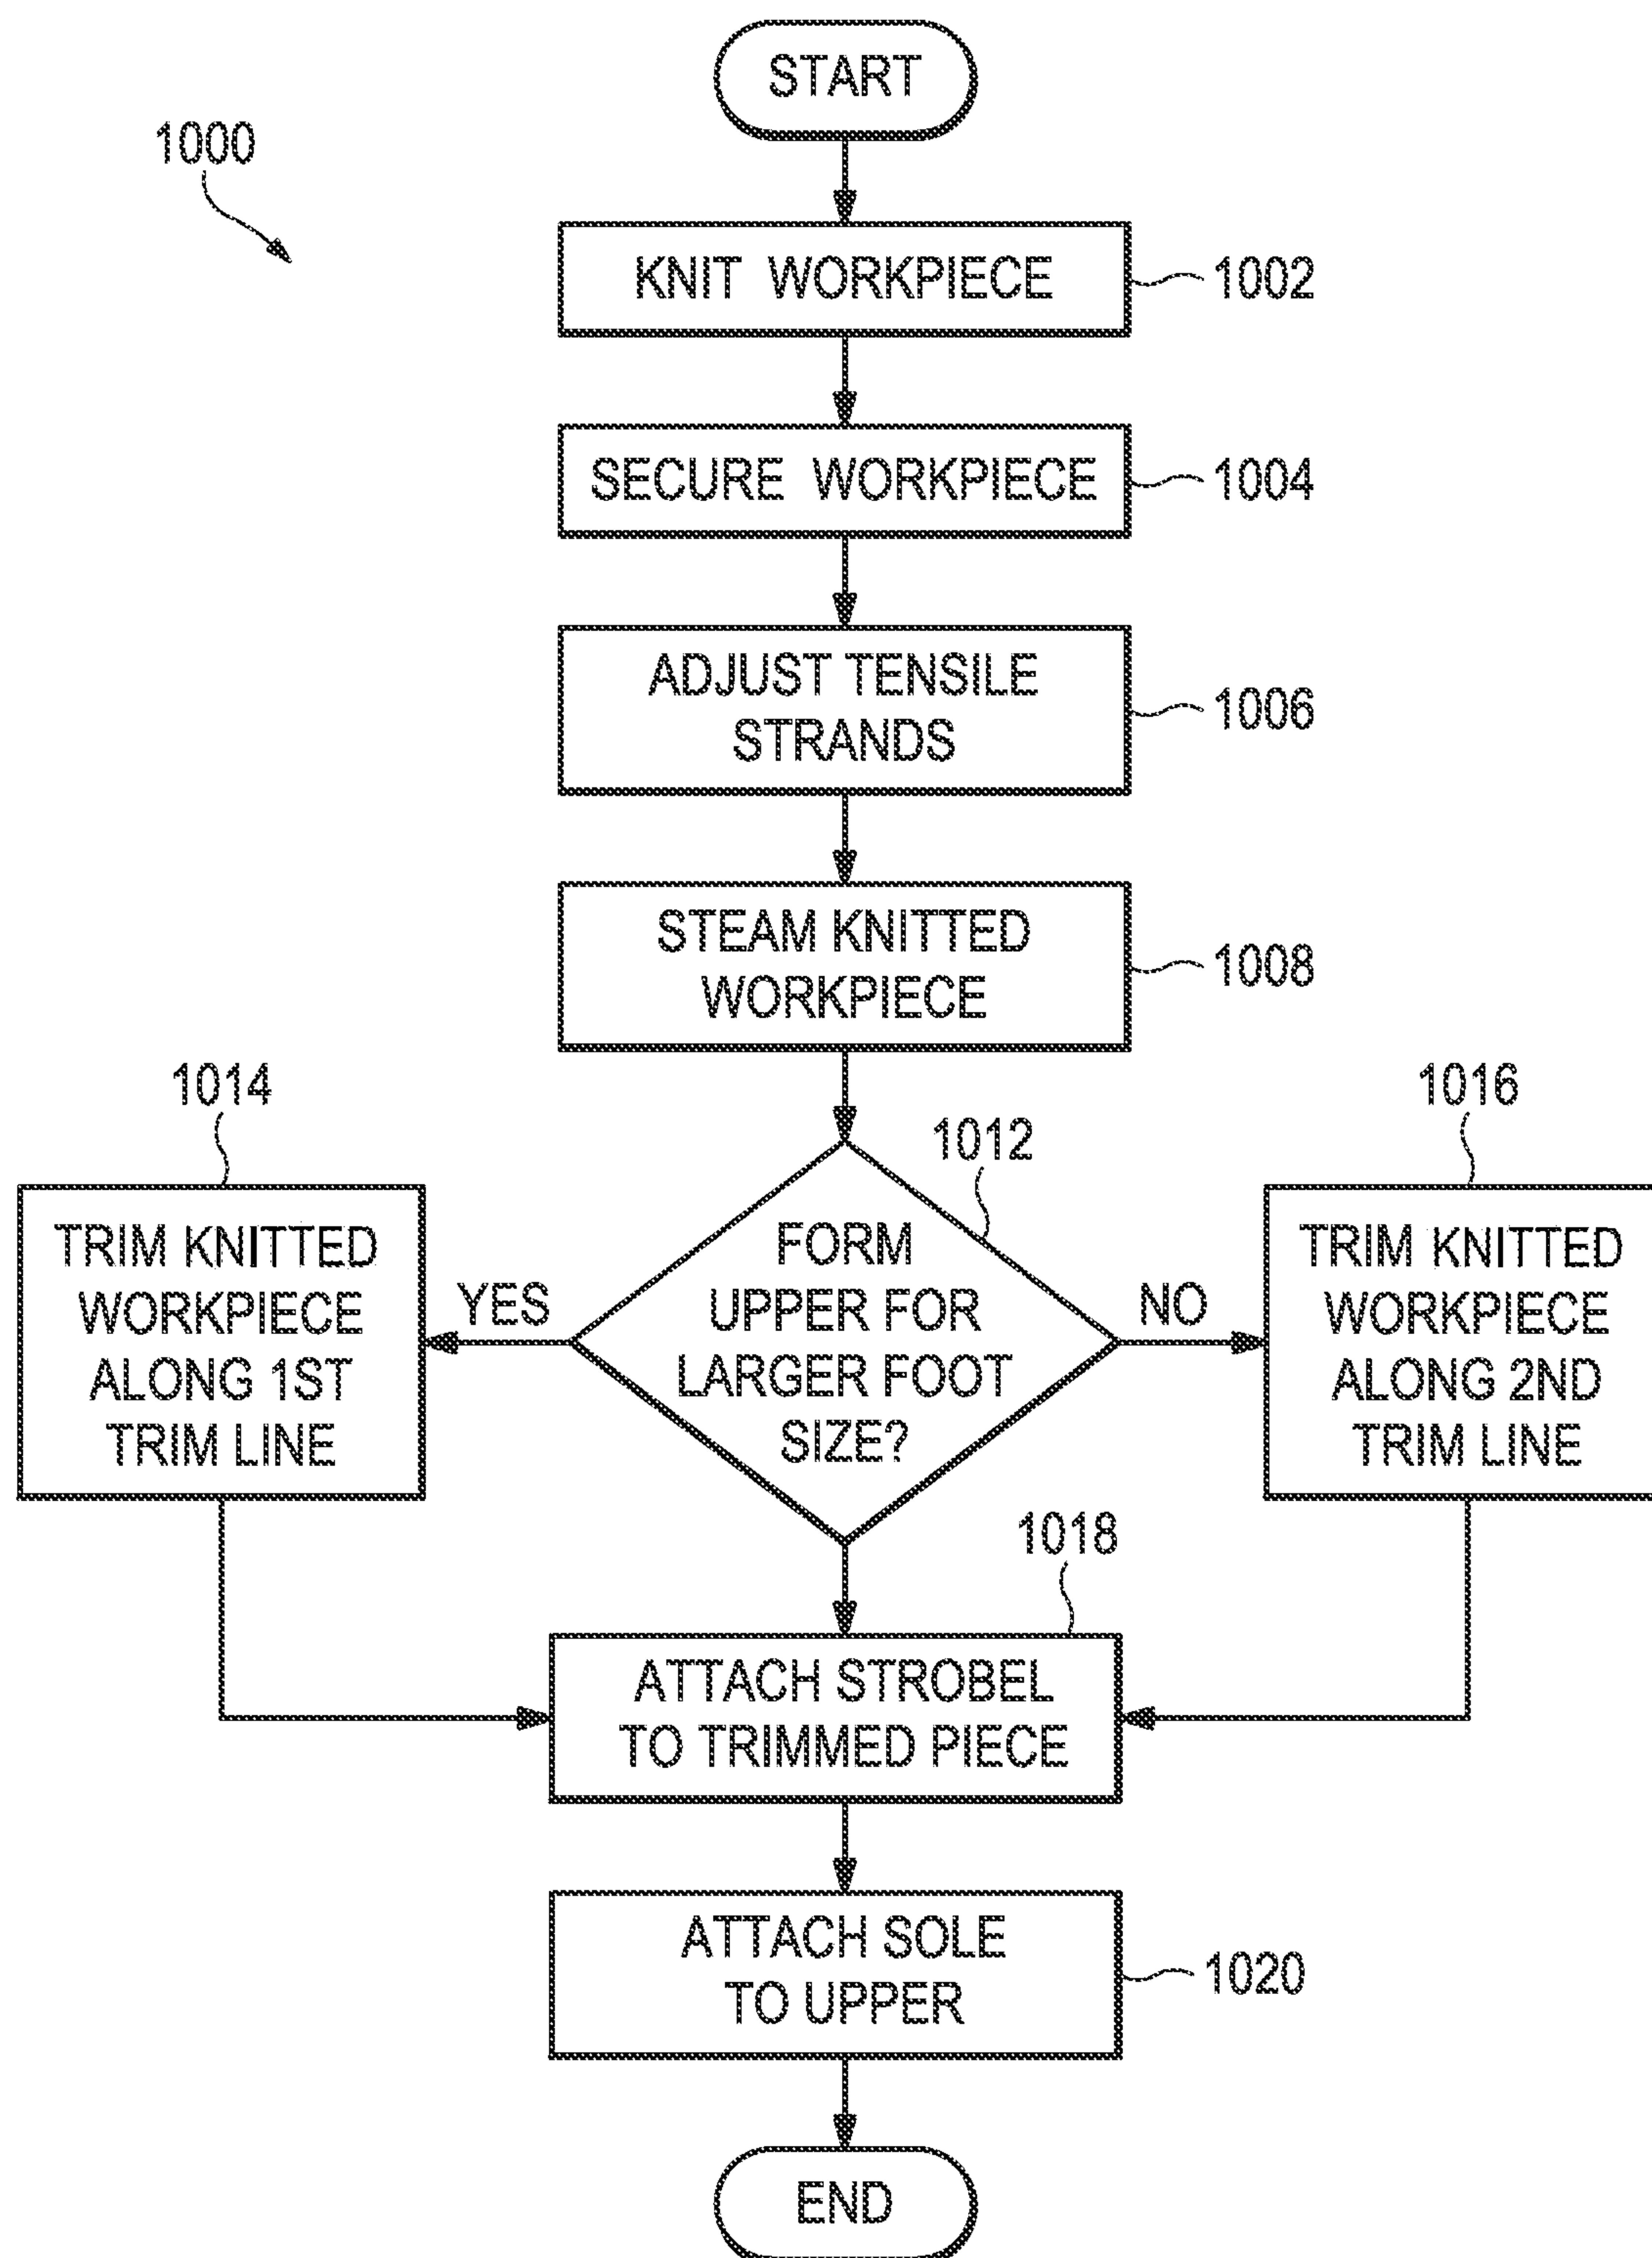 START
1000
KNIT WORKPIECE
1002
SECURE WORKPIECE
1004
ADJUST TENSILE
STRANDS
1006
STEAM KNITTED
WORKPIECE
1008
1012
FORM
UPPER FOR
LARGER FOOT
SIZE?
YES
1014
TRIM KNITTED
WORKPIECE
ALONG 1ST
TRIM LINE
NO
1016
TRIM KNITTED
WORKPIECE
ALONG 2ND
TRIM LINE
1018
ATTACH STROBEL
TO TRIMMED PIECE
ATTACH SOLE
TO UPPER
1020
END